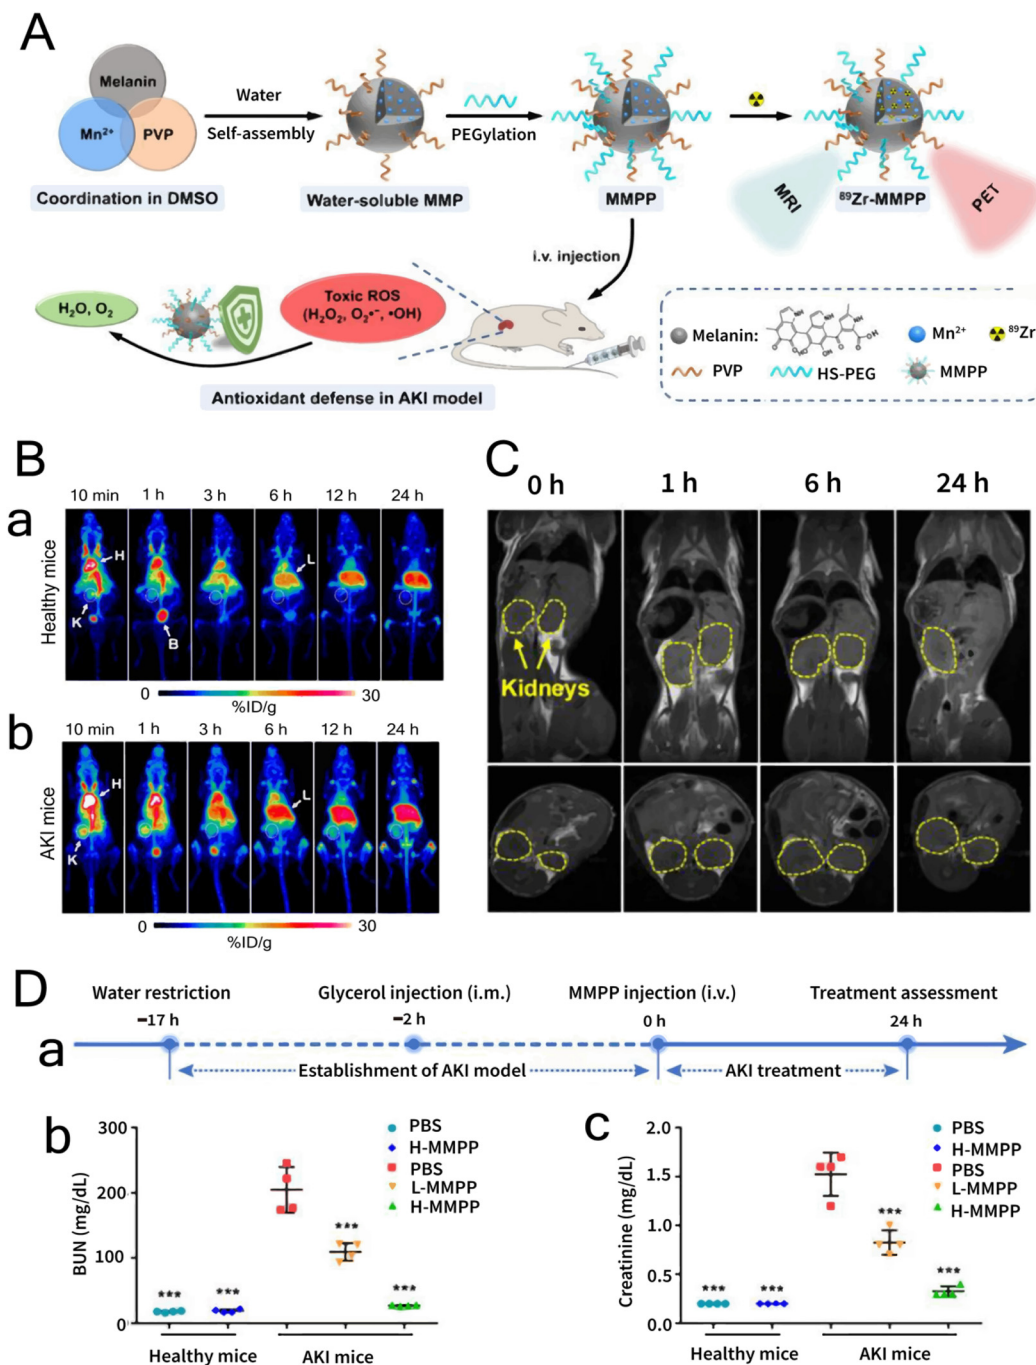 A
Melanin
Mn²⁺
PVP
Coordination in DMSO
Water
Self-assembly
Water-soluble MMP
PEGylation
MMPP
⁸⁹Zr-MMPP
MRI
PET
i.v. injection
H₂O, O₂
Toxic ROS
(H₂O₂, O₂•⁻, •OH)
Antioxidant defense in AKI model
Melanin:
Mn²⁺
⁸⁹Zr
PVP
HS-PEG
MMPP
B
a
Healthy mice
10 min 1 h 3 h 6 h 12 h 24 h
H
L
K
B
0 30
%ID/g
b
AKI mice
10 min 1 h 3 h 6 h 12 h 24 h
H
L
K
0 30
%ID/g
C
0 h 1 h 6 h 24 h
Kidneys
D
a
Water restriction Glycerol injection (i.m.) MMPP injection (i.v.) Treatment assessment
−17 h −2 h 0 h 24 h
Establishment of AKI model AKI treatment
b
BUN (mg/dL)
300
200
100
0
PBS
H-MMPP
PBS
L-MMPP
H-MMPP
*** *** *** ***
Healthy mice AKI mice
c
Creatinine (mg/dL)
2.0
1.5
1.0
0.5
0.0
PBS
H-MMPP
PBS
L-MMPP
H-MMPP
*** *** *** ***
Healthy mice AKI mice